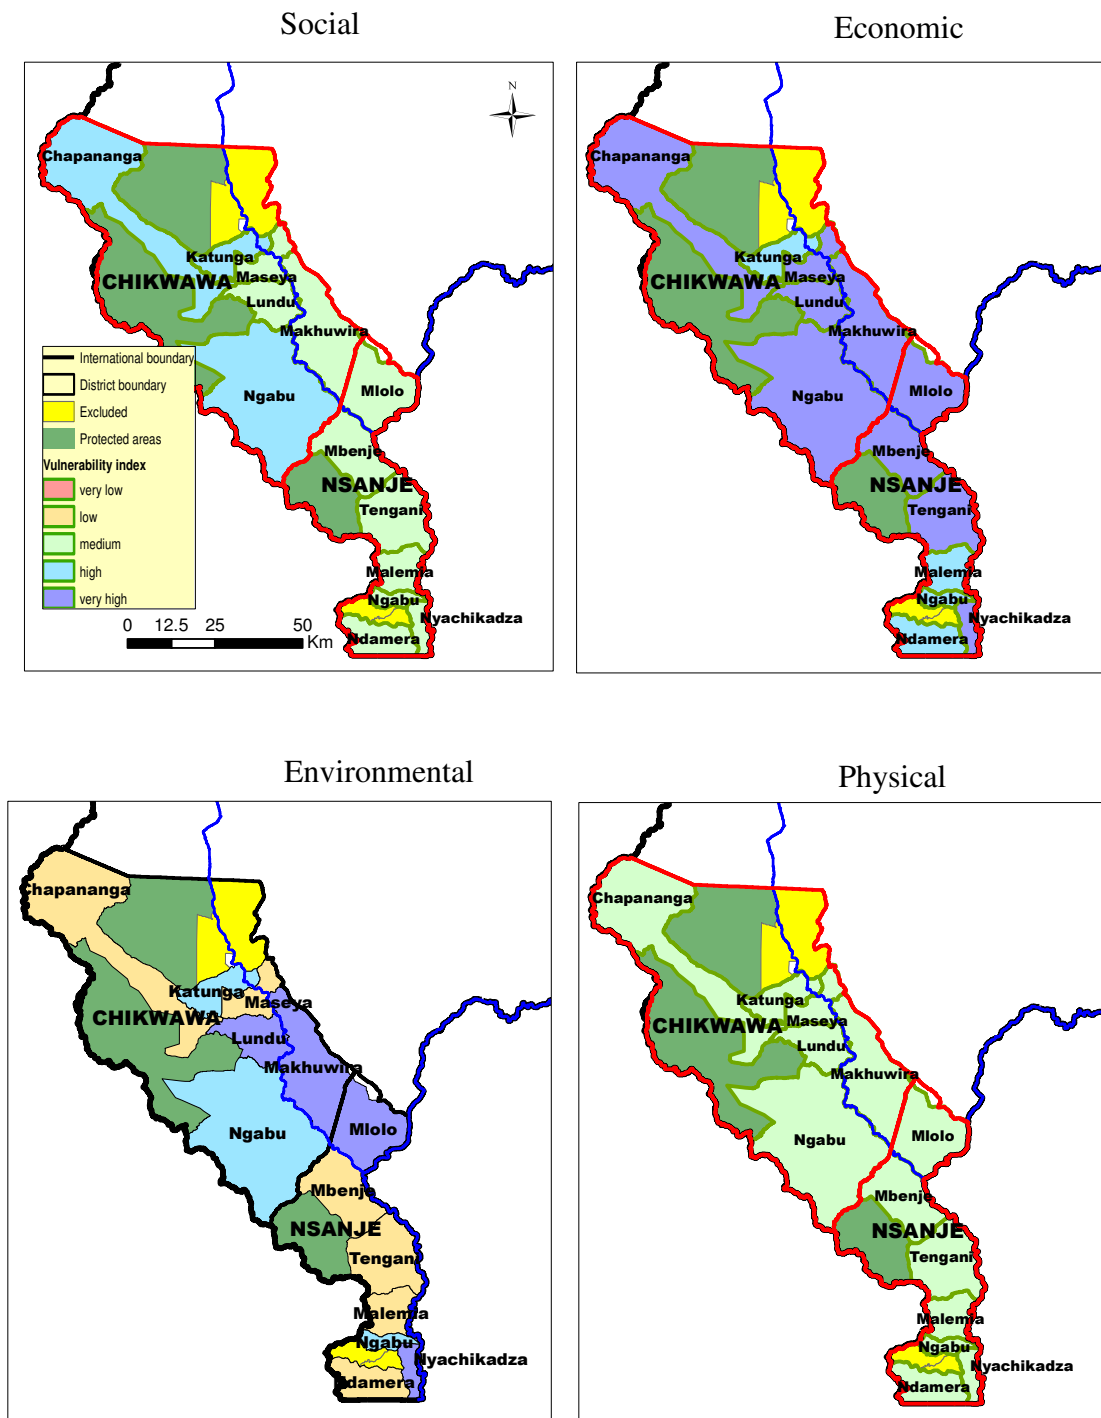 Social
Economic
N
Chapananga
Katunga
CHIKWAWA
Maseya
Lundu
Makhuwira
Ngabu
Mlolo
Mbenje
NSANJE
Tengani
Malemia
Ngabu
Nyachikadza
Ndamera
International boundary
District boundary
Excluded
Protected areas
Vulnerability index
very low
low
medium
high
very high
0 12.5 25 50
Km
Chapananga
Katunga
CHIKWAWA
Maseya
Lundu
Makhuwira
Ngabu
Mlolo
Mbenje
NSANJE
Tengani
Malemia
Ngabu
Nyachikadza
Ndamera
Environmental
Physical
Chapananga
Katunga
Maseya
CHIKWAWA
Lundu
Makhuwira
Ngabu
Mlolo
Mbenje
NSANJE
Tengani
Malemia
Ngabu
Nyachikadza
Ndamera
Chapananga
Katunga
CHIKWAWA
Maseya
Lundu
Makhuwira
Ngabu
Mlolo
Mbenje
NSANJE
Tengani
Malemia
Ngabu
Nyachikadza
Ndamera